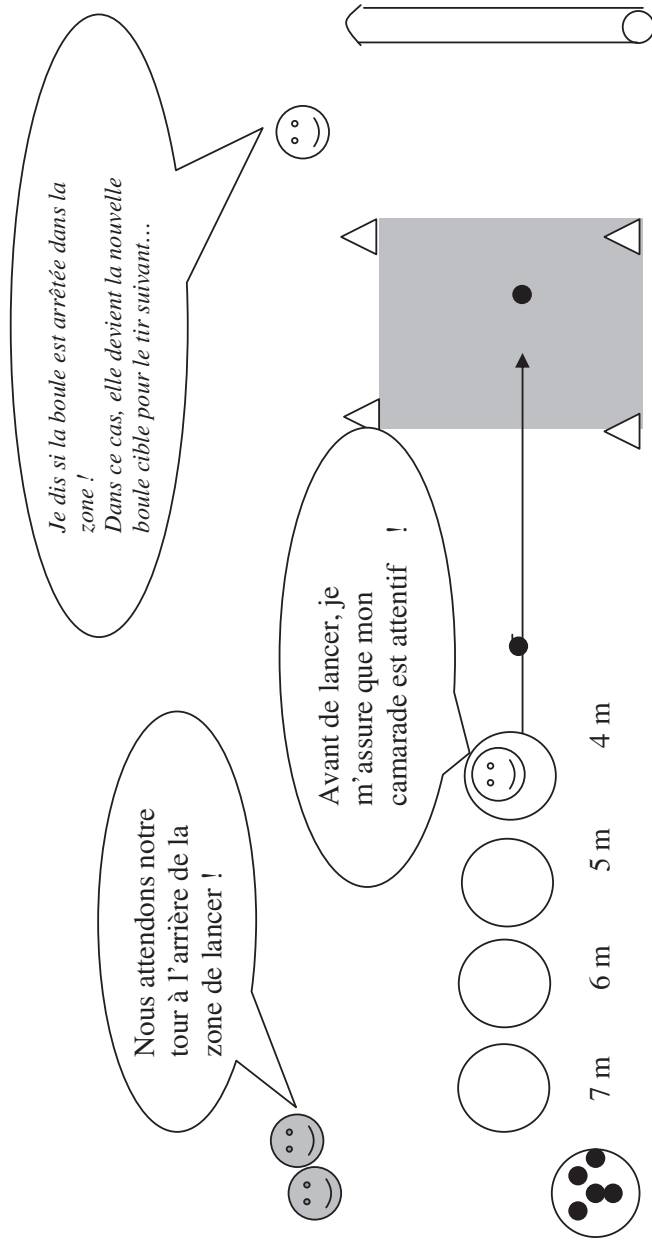 Je dis si la boule est arrêtée dans la
zone !
Dans ce cas, elle devient la nouvelle
boule cible pour le tir suivant…
Nous attendons notre
tour à l’arrière de la
zone de lancer !
Avant de lancer, je
m’assure que mon
camarade est attentif !
7 m
6 m
5 m
4 m